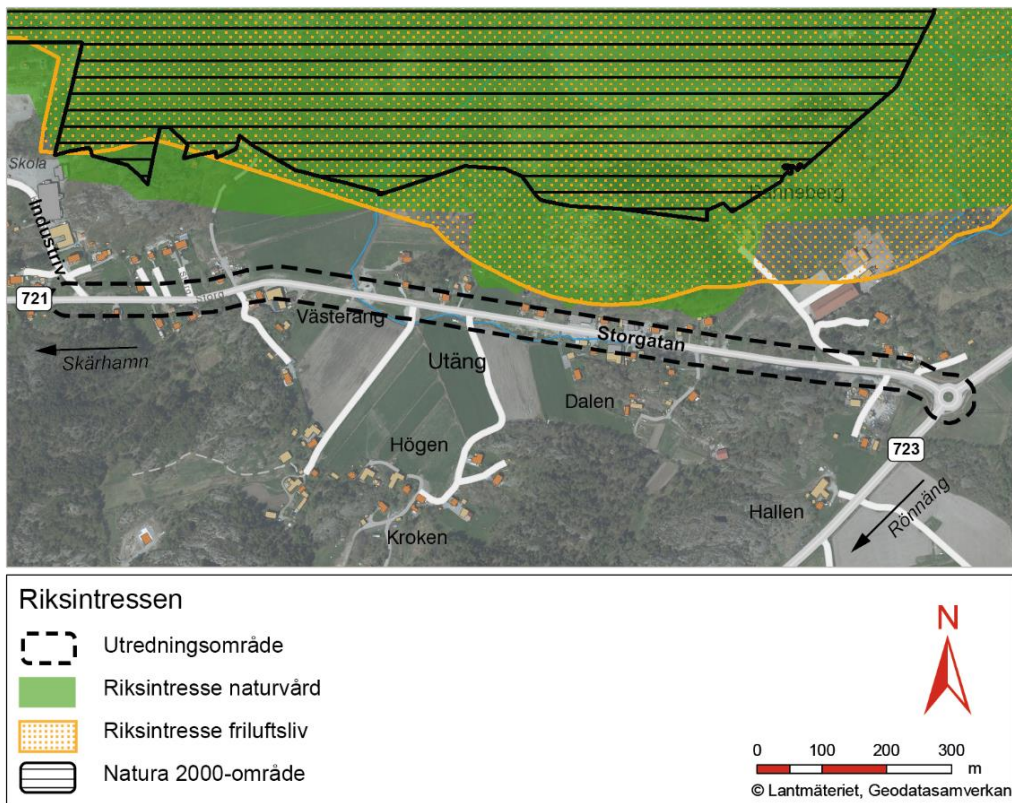 Skola
Industriv.
721
Skärhamn
Storg
Västeräng
Utäng
Storgatan
Dalen
Högen
Kroken
723
Rönnäng
Hallen
Riksintressen
Utredningsområde
Riksintresse naturvård
Riksintresse friluftsliv
Natura 2000-område
N
0 100 200 300
m
© Lantmäteriet, Geodatasamverkan